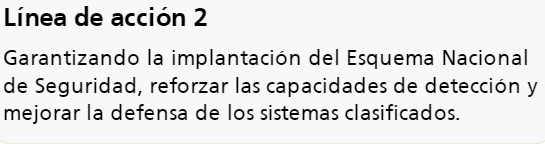 Línea de acción 2
Garantizando la implantación del Esquema Nacional
de Seguridad, reforzar las capacidades de detección y
mejorar la defensa de los sistemas clasificados.